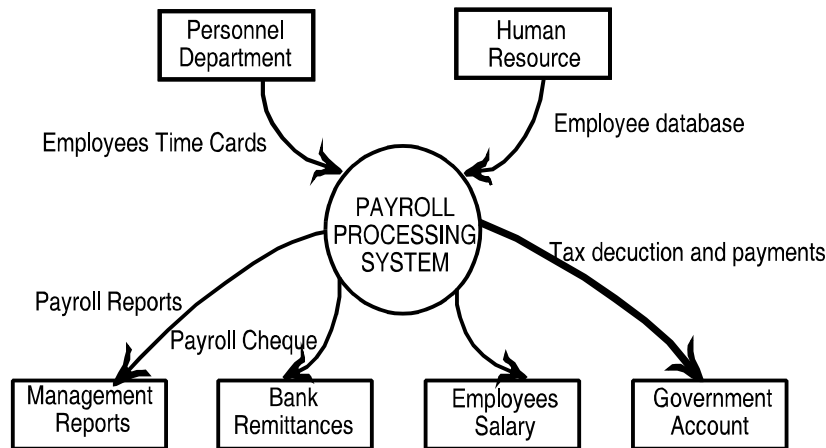 Personnel
Department
Human
Resource
Employees Time Cards
Employee database
PAYROLL
PROCESSING
SYSTEM
Tax decuction and payments
Payroll Reports
Payroll Cheque
Management
Reports
Bank
Remittances
Employees
Salary
Government
Account